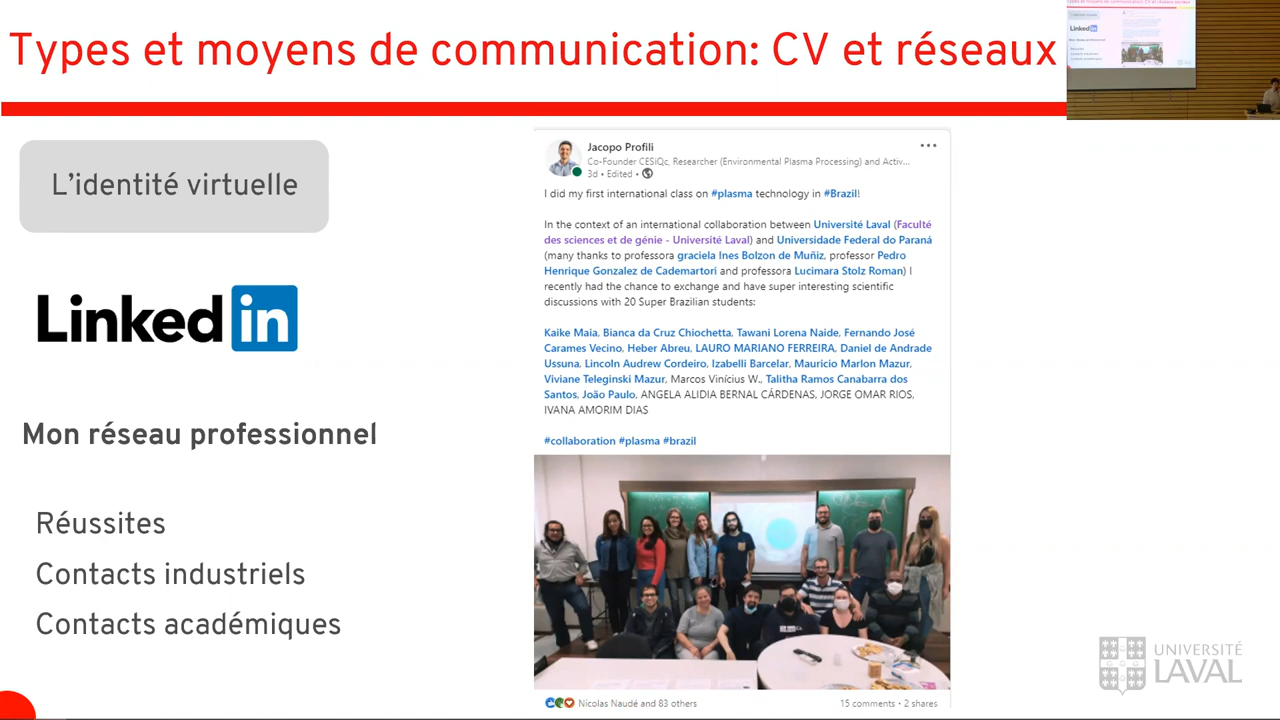 Types et moyens de communication: CV et réseaux
L'identité virtuelle
Linkedin
Mon réseau professionnel
Réussites
Contacts industriels
Contacts académiques
Jacopo Profili
Co-Founder CESiQc, Researcher (Environmental Plasma Processing) and Activ...
3d • Edited •
I did my first international class on #plasma technology in #Brazil!
In the context of an international collaboration between Université Laval (Faculté
des sciences et de génie - Université Laval) and Universidade Federal do Paraná
(many thanks to professora graciela Ines Bolzon de Muñiz, professor Pedro
Henrique Gonzalez de Cademartori and professora Lucimara Stolz Roman) I
recently had the chance to exchange and have super interesting scientific
discussions with 20 Super Brazilian students:
Kaike Maia, Bianca da Cruz Chiochetta, Tawani Lorena Naide, Fernando José
Carames Vecino, Heber Abreu, LAURO MARIANO FERREIRA, Daniel de Andrade
Ussuna, Lincoln Audrew Cordeiro, Izabelli Barcelar, Mauricio Marlon Mazur,
Viviane Teleginski Mazur, Marcos Vinícius W., Talitha Ramos Canabarra dos
Santos, João Paulo, ANGELA ALIDIA BERNAL CÁRDENAS, JORGE OMAR RIOS,
IVANA AMORIM DIAS
#collaboration #plasma #brazil
Nicolas Naudé and 83 others
15 comments • 2 shares
UNIVERSITÉ
LAVAL